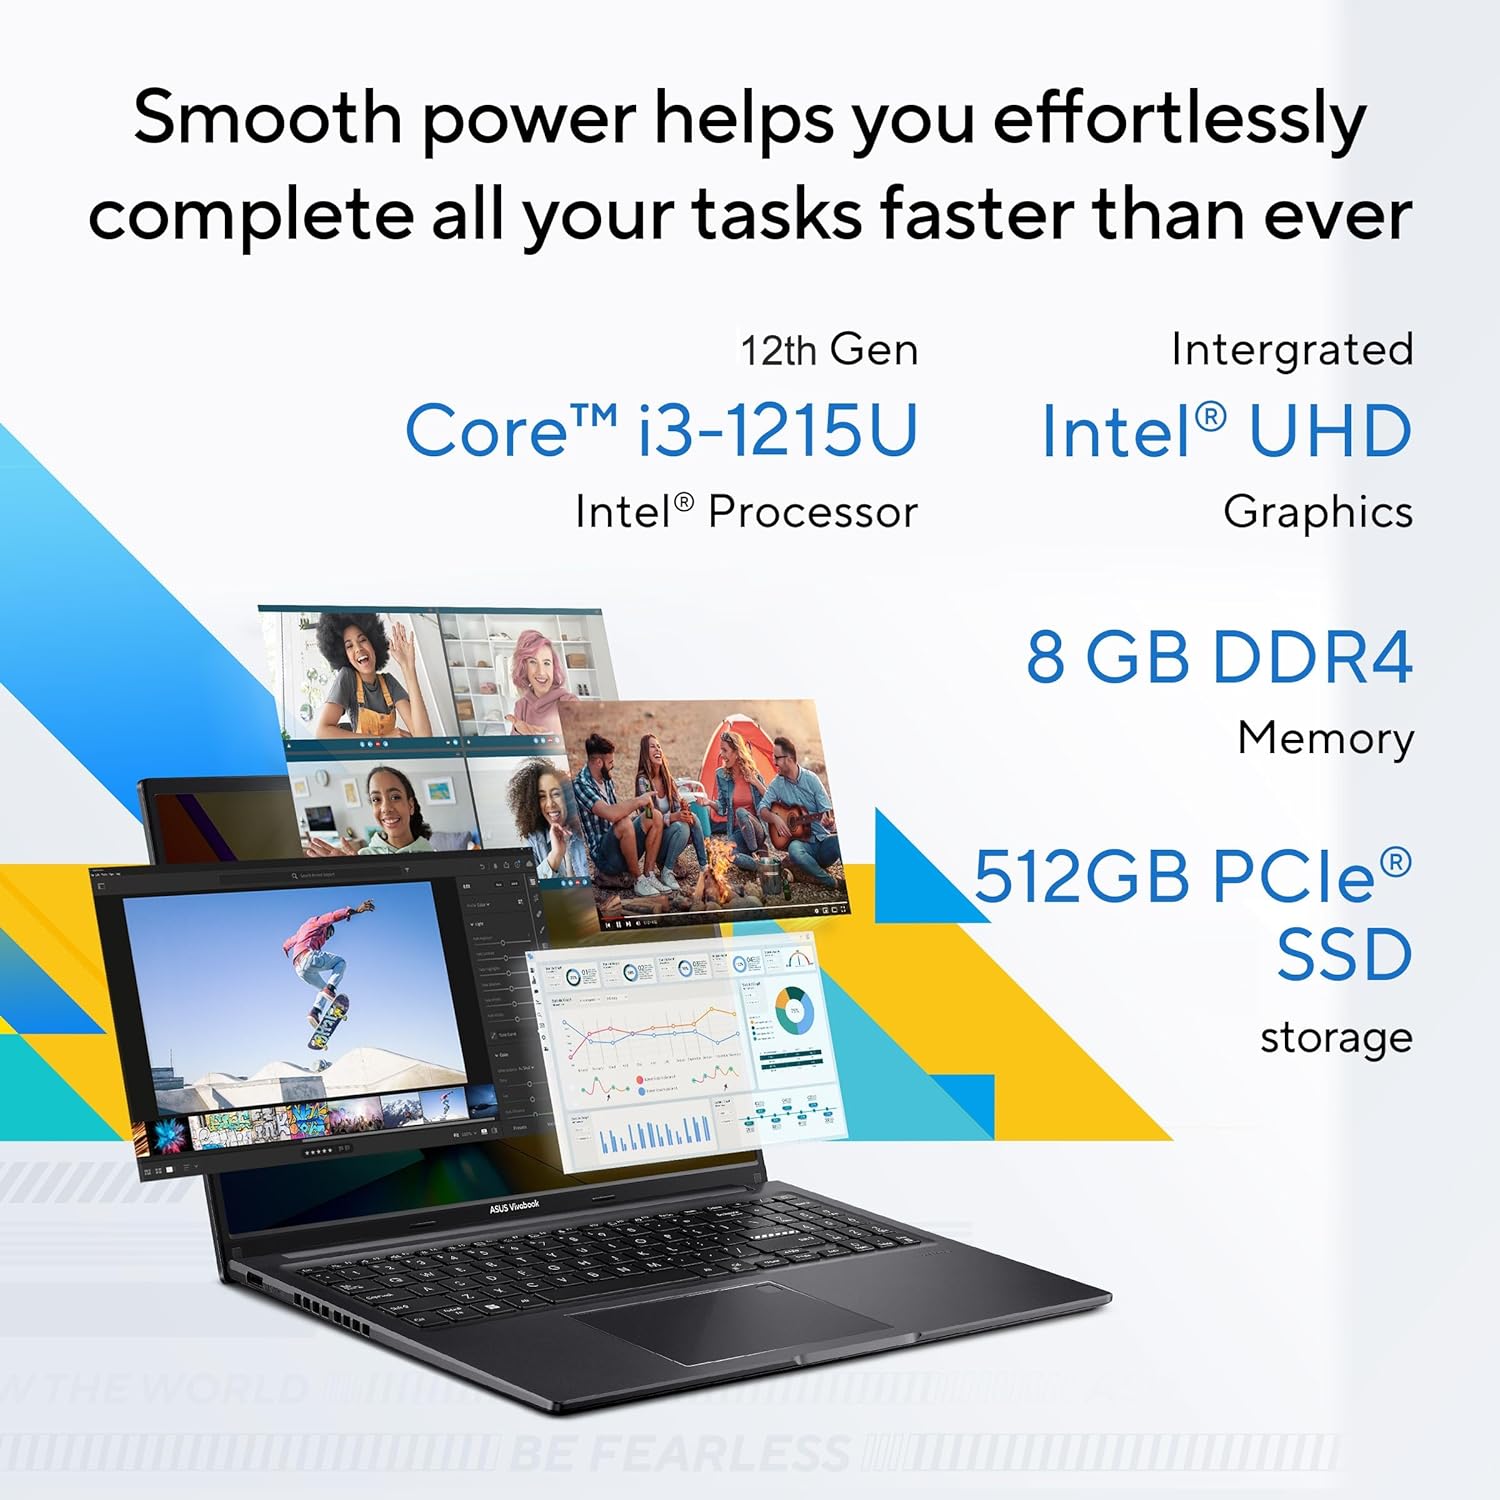 Smooth power helps you effortlessly
complete all your tasks faster than ever
12th Gen
Core™ i3-1215U
Intel® Processor
Intergrated
Intel® UHD
Graphics
8 GB DDR4
Memory
512GB PCIe®
SSD
storage
ASUS Vivobook
W THE WORLD
BE FEARLESS